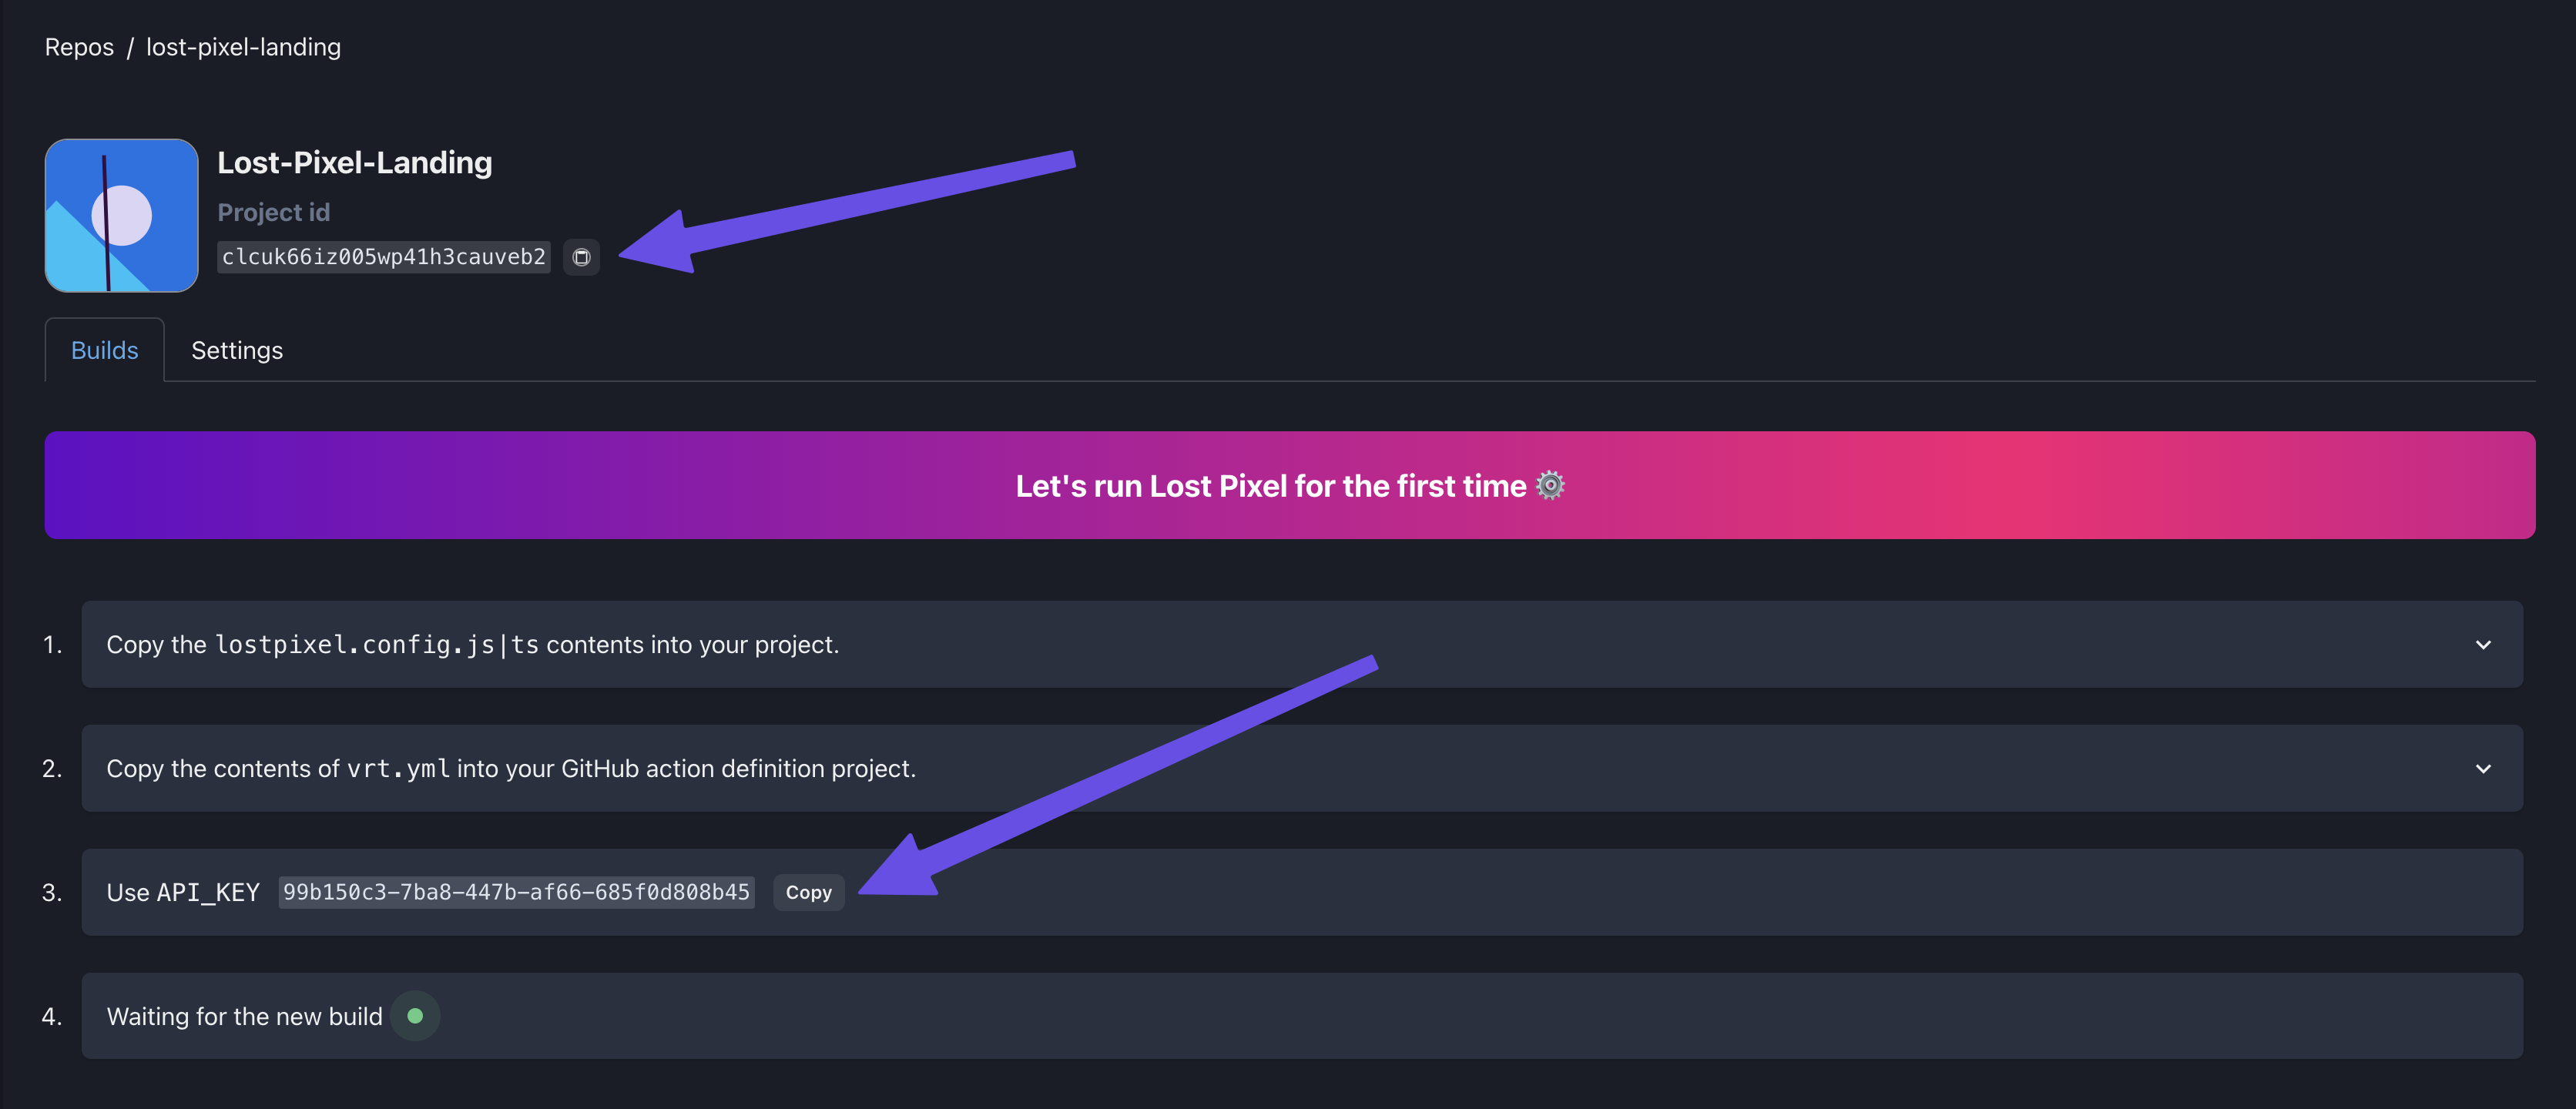 Repos / lost-pixel-landing
Lost-Pixel-Landing
Project id
clcuk66iz005wp41h3cauveb2
Builds Settings
Let's run Lost Pixel for the first time ⚙️
1. Copy the lostpixel.config.js|ts contents into your project.
2. Copy the contents of vrt.yml into your GitHub action definition project.
3. Use API_KEY 99b150c3-7ba8-447b-af66-685f0d808b45 Copy
4. Waiting for the new build